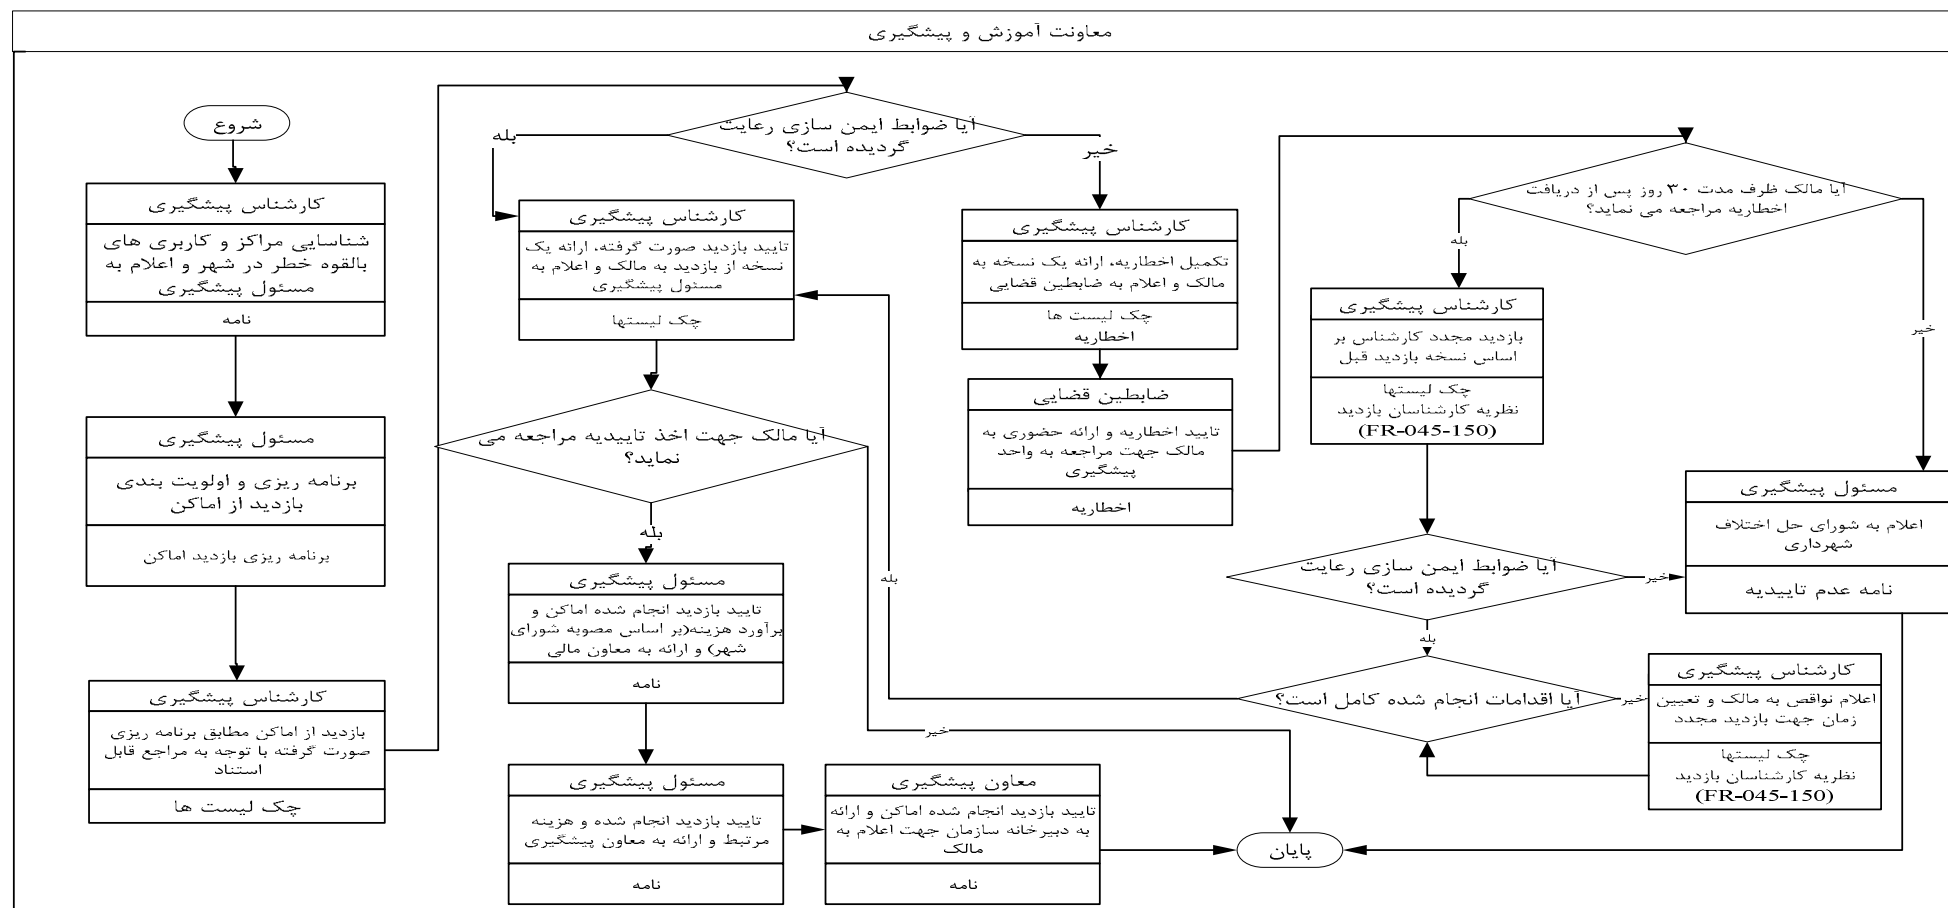 معاونت آموزش و پیشگیری
شروع
کارشناس پیشگیری
شناسایی مراکز و کاربری های
بالقوه خطر در شهر و اعلام به
مسئول پیشگیری
نامه
مسئول پیشگیری
برنامه ریزی و اولویت بندی
بازدید از اماکن
برنامه ریزی بازدید اماکن
کارشناس پیشگیری
بازدید از اماکن مطابق برنامه ریزی
صورت گرفته با توجه به مراجع قابل
استناد
چک لیست ها
آیا ضوابط ایمن سازی رعایت
گردیده است؟
بله
خیر
کارشناس پیشگیری
تایید بازدید صورت گرفته، ارائه یک
نسخه از بازدید به مالک و اعلام به
مسئول پیشگیری
چک لیستها
آیا مالک جهت اخذ تاییدیه مراجعه می
نماید؟
بله
خیر
مسئول پیشگیری
تایید بازدید انجام شده اماکن و
برآورد هزینه(بر اساس مصوبه شورای
شهر) و ارائه به معاون مالی
نامه
مسئول پیشگیری
تایید بازدید انجام شده و هزینه
مرتبط و ارائه به معاون پیشگیری
نامه
معاون پیشگیری
تایید بازدید انجام شده اماکن و ارائه
به دبیرخانه سازمان جهت اعلام به
مالک
نامه
کارشناس پیشگیری
تکمیل اخطاریه، ارائه یک نسخه به
مالک و اعلام به ضابطین قضایی
چک لیست ها
اخطاریه
ضابطین قضایی
تایید اخطاریه و ارائه حضوری به
مالک جهت مراجعه به واحد
پیشگیری
اخطاریه
آیا مالک ظرف مدت ۳۰ روز پس از دریافت
اخطاریه مراجعه می نماید؟
بله
خیر
کارشناس پیشگیری
بازدید مجدد کارشناس بر
اساس نسخه بازدید قبل
چک لیستها
نظریه کارشناسان بازدید
(FR-045-150)
آیا ضوابط ایمن سازی رعایت
گردیده است؟
خیر
بله
مسئول پیشگیری
اعلام به شورای حل اختلاف
شهرداری
نامه عدم تاییدیه
آیا اقدامات انجام شده کامل است؟
بله
خیر
کارشناس پیشگیری
اعلام نواقص به مالک و تعیین
زمان جهت بازدید مجدد
چک لیستها
نظریه کارشناسان بازدید
(FR-045-150)
پایان